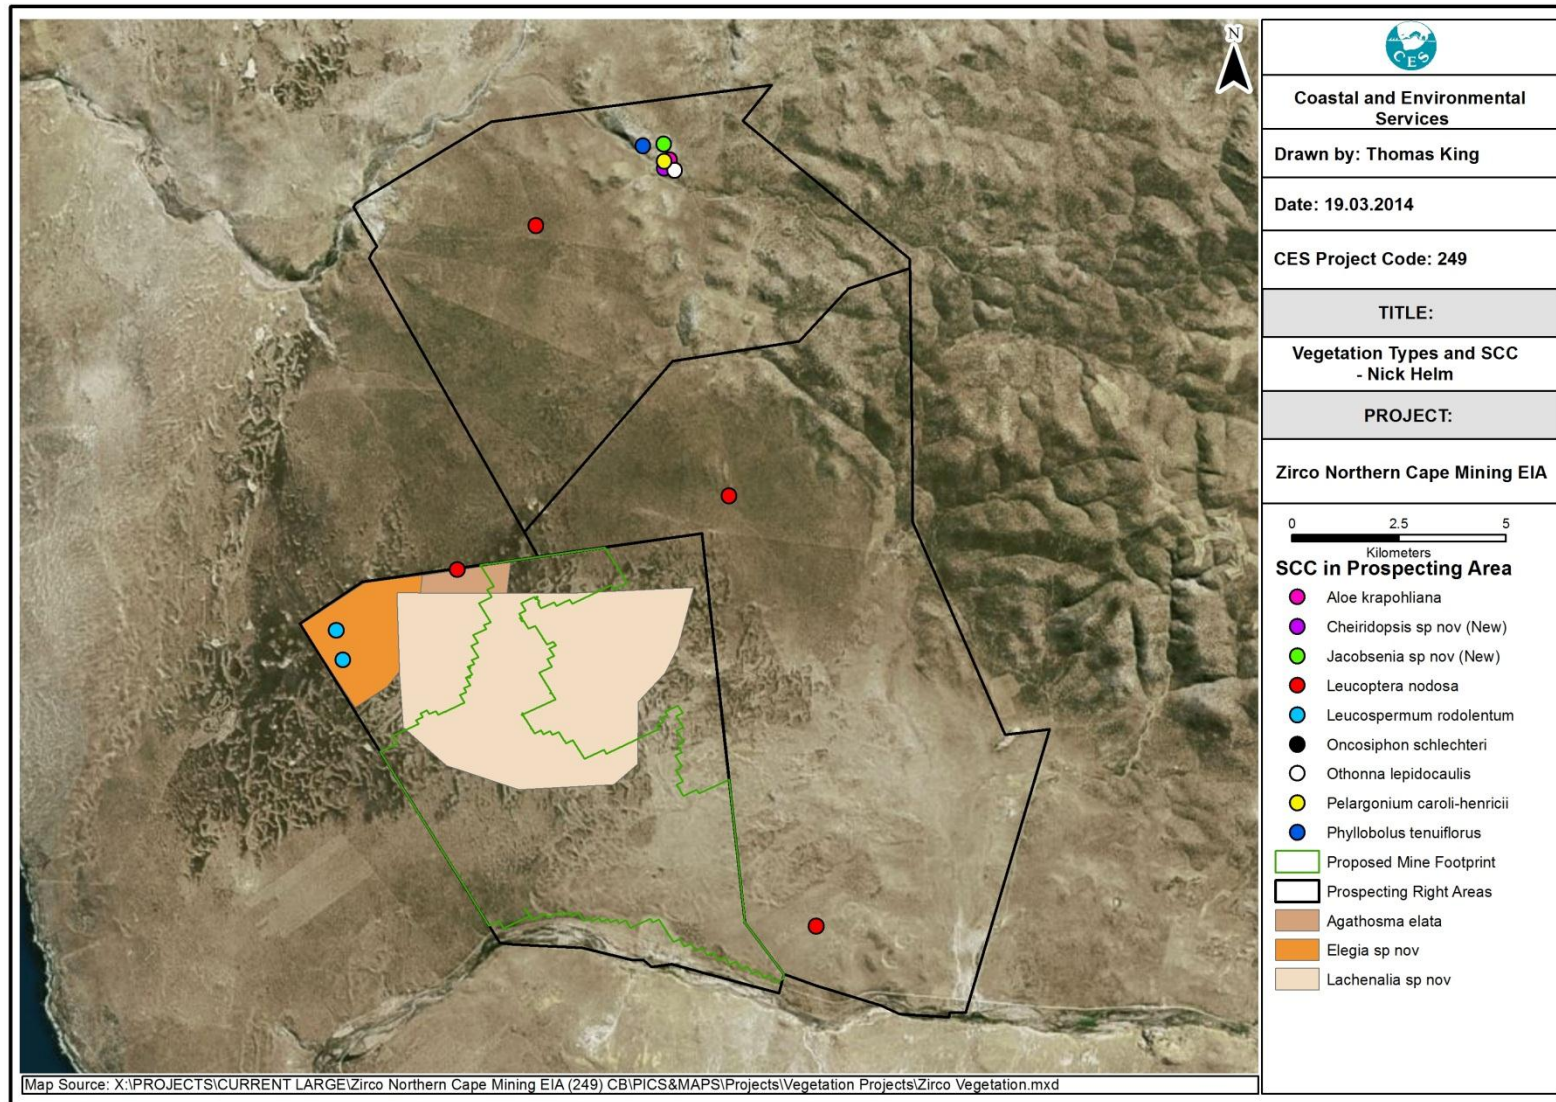 N
CES
Coastal and Environmental
Services
Drawn by: Thomas King
Date: 19.03.2014
CES Project Code: 249
TITLE:
Vegetation Types and SCC
- Nick Helm
PROJECT:
Zirco Northern Cape Mining EIA
0 2.5 5
Kilometers
SCC in Prospecting Area
Aloe krapohliana
Cheiridopsis sp nov (New)
Jacobsenia sp nov (New)
Leucoptera nodosa
Leucospermum rodolentum
Oncosiphon schlechteri
Othonna lepidocaulis
Pelargonium caroli-henricii
Phyllobolus tenuiflorus
Proposed Mine Footprint
Prospecting Right Areas
Agathosma elata
Elegia sp nov
Lachenalia sp nov
Map Source: X:\PROJECTS\CURRENT LARGE\Zirco Northern Cape Mining EIA (249) CB\PICS&MAPS\Projects\Vegetation Projects\Zirco Vegetation.mxd